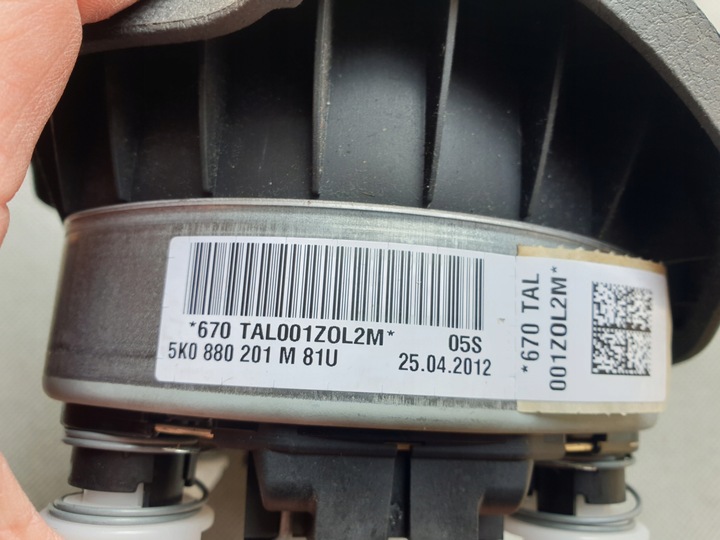 *670 TAL001ZOL2M*
05S
5K0 880 201 M 81U
25.04.2012
*670 TAL
001ZOL2M*